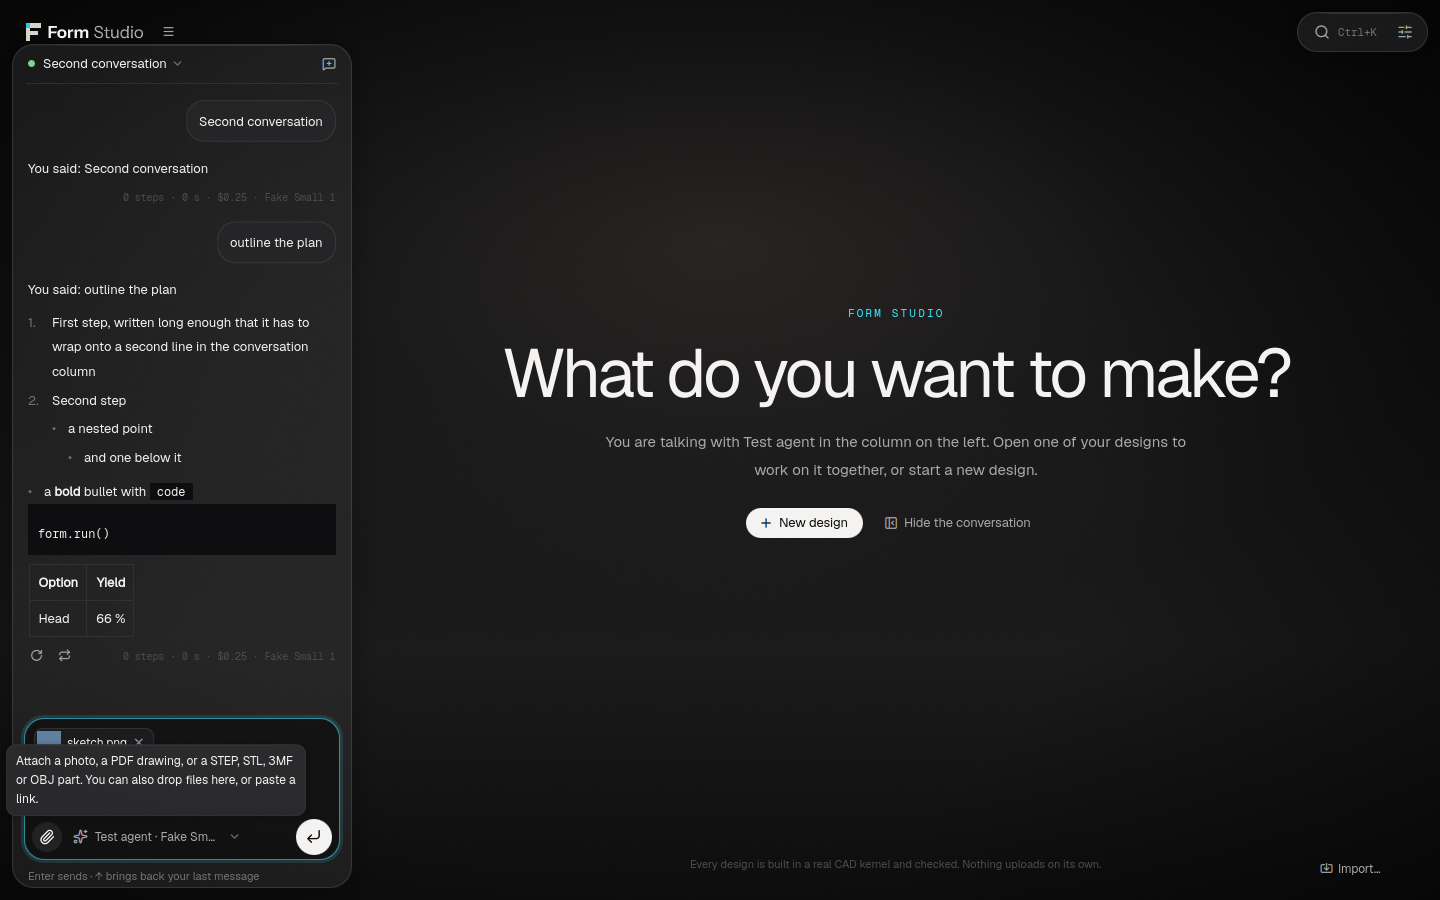 Form Studio
Ctrl+K
Second conversation
Second conversation
You said: Second conversation
0 steps · 0 s · $0.25 · Fake Small 1
outline the plan
You said: outline the plan
1. First step, written long enough that it has to
wrap onto a second line in the conversation
column
2. Second step
• a nested point
• and one below it
• a bold bullet with code
form.run()
Option Yield
Head 66 %
0 steps · 0 s · $0.25 · Fake Small 1
sketch.png
Attach a photo, a PDF drawing, or a STEP, STL, 3MF
or OBJ part. You can also drop files here, or paste a
link.
Test agent · Fake Sm...
Enter sends · ↑ brings back your last message
FORM STUDIO
What do you want to make?
You are talking with Test agent in the column on the left. Open one of your designs to
work on it together, or start a new design.
New design
Hide the conversation
Every design is built in a real CAD kernel and checked. Nothing uploads on its own.
Import...